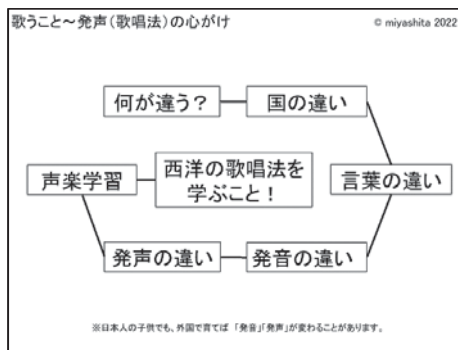 歌うこと～発声(歌唱法)の心がけ
© miyashita 2022
何が違う？
国の違い
声楽学習
西洋の歌唱法を
学ぶこと！
言葉の違い
発声の違い
発音の違い
※日本人の子供でも、外国で育てば 「発音」「発声」が変わることがあります。